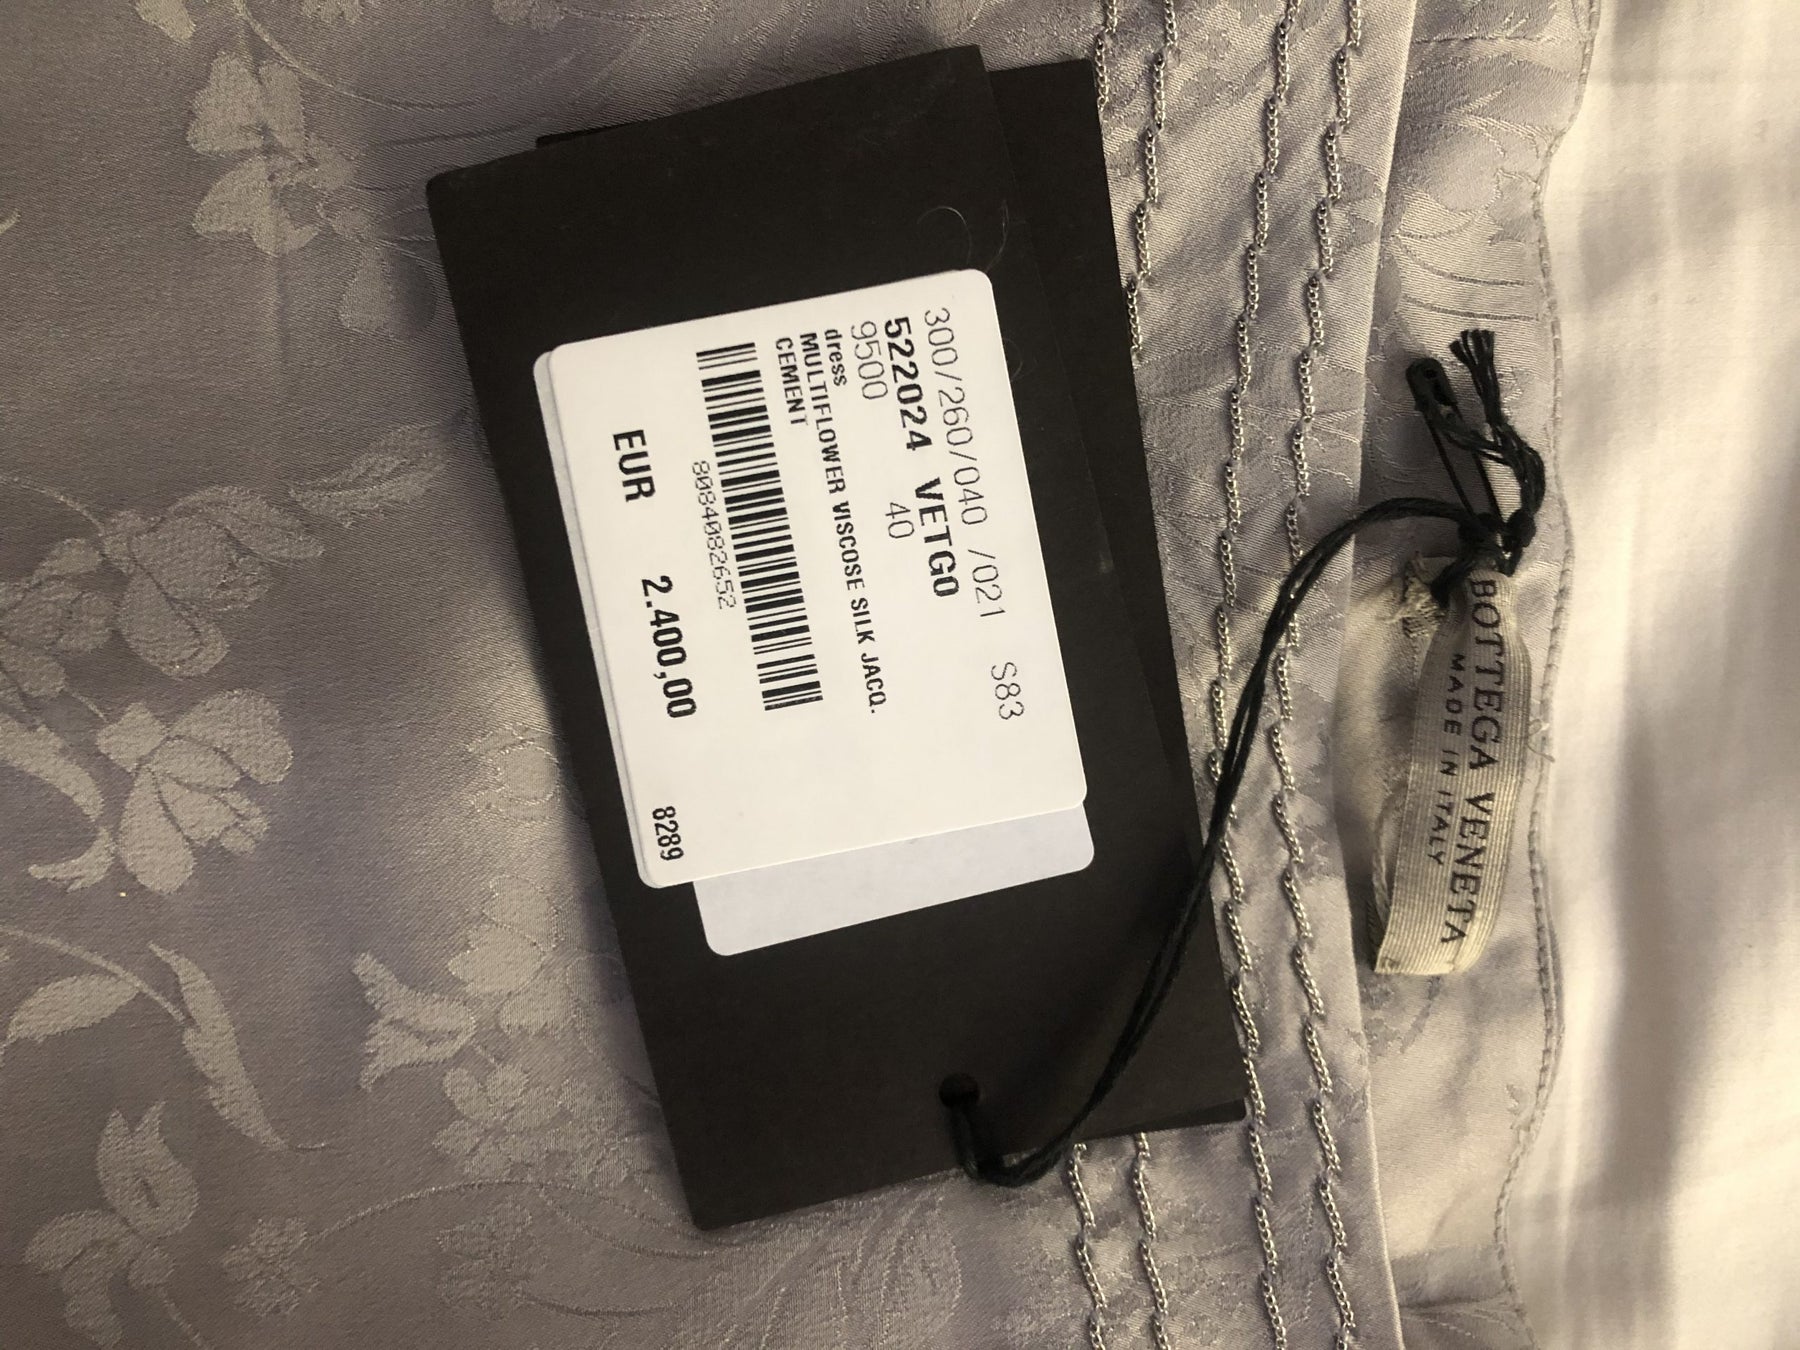 300/260/040 /021 S83
522024 VETGO
9500 40
dress
MULTIFLOWER VISCOSE SILK JACQ.
CEMENT
8084082652
EUR 2.400,00 8289
BOTTEGA VENETA
MADE IN ITALY